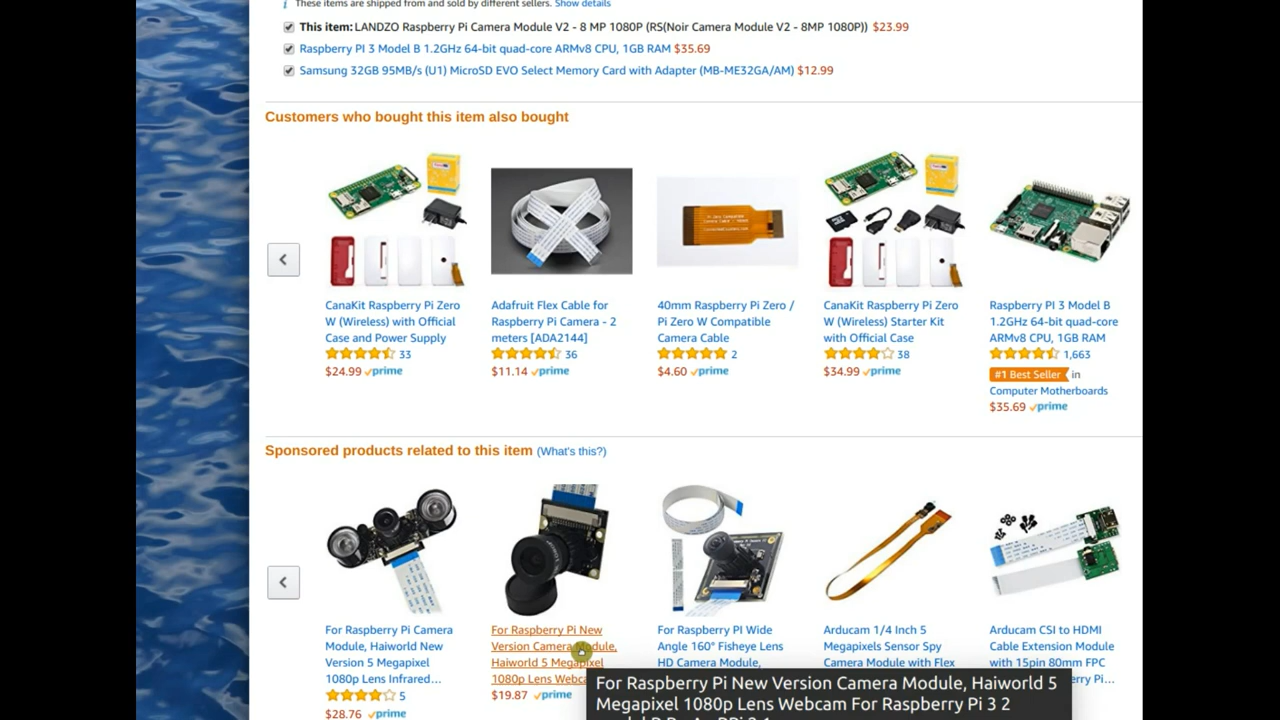 These items are shipped from and sold by different sellers. Show details
This item: LANDZO Raspberry Pi Camera Module V2 - 8 MP 1080P (RS(Noir Camera Module V2 - 8MP 1080P)) $23.99
Raspberry PI 3 Model B 1.2GHz 64-bit quad-core ARMv8 CPU, 1GB RAM $35.69
Samsung 32GB 95MB/s (U1) MicroSD EVO Select Memory Card with Adapter (MB-ME32GA/AM) $12.99
Customers who bought this item also bought
CanaKit Raspberry Pi Zero
W (Wireless) with Official
Case and Power Supply
33
$24.99 prime
Adafruit Flex Cable for
Raspberry Pi Camera - 2
meters [ADA2144]
36
$11.14 prime
40mm Raspberry Pi Zero /
Pi Zero W Compatible
Camera Cable
2
$4.60 prime
CanaKit Raspberry Pi Zero
W (Wireless) Starter Kit
with Official Case
38
$34.99 prime
Raspberry PI 3 Model B
1.2GHz 64-bit quad-core
ARMv8 CPU, 1GB RAM
1,663
#1 Best Seller in
Computer Motherboards
$35.69 prime
Sponsored products related to this item (What's this?)
For Raspberry Pi Camera
Module, Haiworld New
Version 5 Megapixel
1080p Lens Infrared...
5
$28.76 prime
For Raspberry Pi New
Version Camera Module,
Haiworld 5 Megapixel
1080p Lens Webca
$19.87 prime
For Raspberry PI Wide
Angle 160° Fisheye Lens
HD Camera Module,
Arducam 1/4 Inch 5
Megapixels Sensor Spy
Camera Module with Flex
Arducam CSI to HDMI
Cable Extension Module
with 15pin 80mm FPC
For Raspberry Pi New Version Camera Module, Haiworld 5
Megapixel 1080p Lens Webcam For Raspberry Pi 3 2